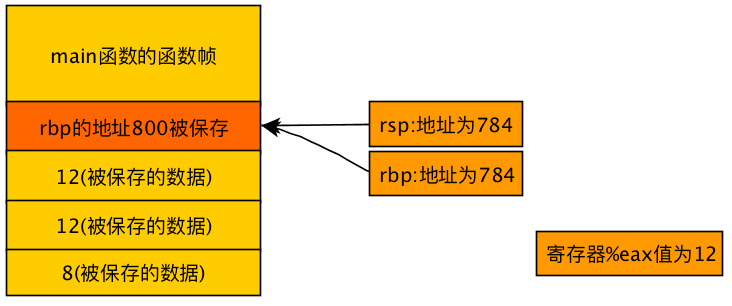 main函数的函数帧
rbp的地址800被保存
rsp:地址为784
12(被保存的数据)
rbp:地址为784
12(被保存的数据)
寄存器%eax值为12
8(被保存的数据)